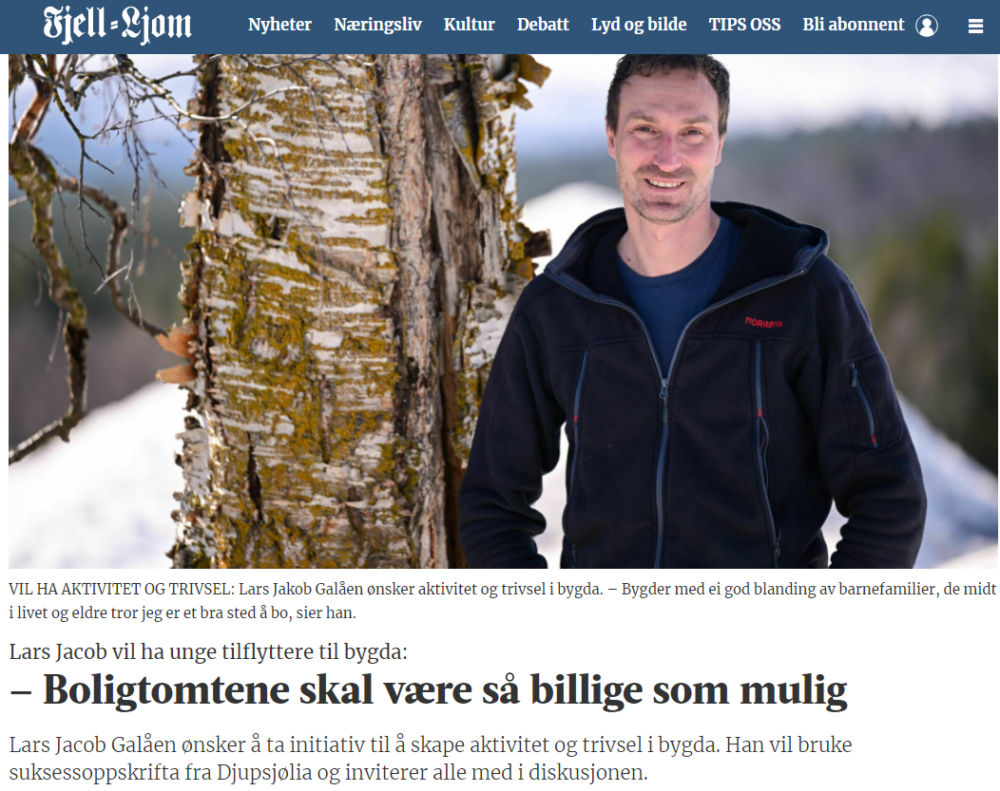 Fjell-Ljom
Nyheter Næringsliv Kultur Debatt Lyd og bilde TIPS OSS Bli abonnent
NORRØNA
VIL HA AKTIVITET OG TRIVSEL: Lars Jakob Galåen ønsker aktivitet og trivsel i bygda. – Bygder med ei god blanding av barnefamilier, de midt
i livet og eldre tror jeg er et bra sted å bo, sier han.
Lars Jacob vil ha unge tilflyttere til bygda:
– Boligtomtene skal være så billige som mulig
Lars Jacob Galåen ønsker å ta initiativ til å skape aktivitet og trivsel i bygda. Han vil bruke
suksessoppskrifta fra Djupsjølia og inviterer alle med i diskusjonen.